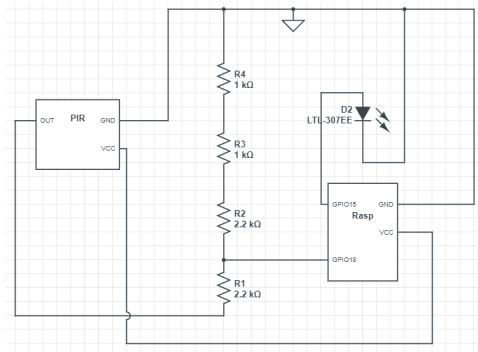 R4
1 kΩ
D2
LTL-307EE
PIR
OUT
GND
VCC
R3
1 kΩ
R2
2.2 kΩ
GPIO15
GND
Rasp
VCC
GPIO18
R1
2.2 kΩ